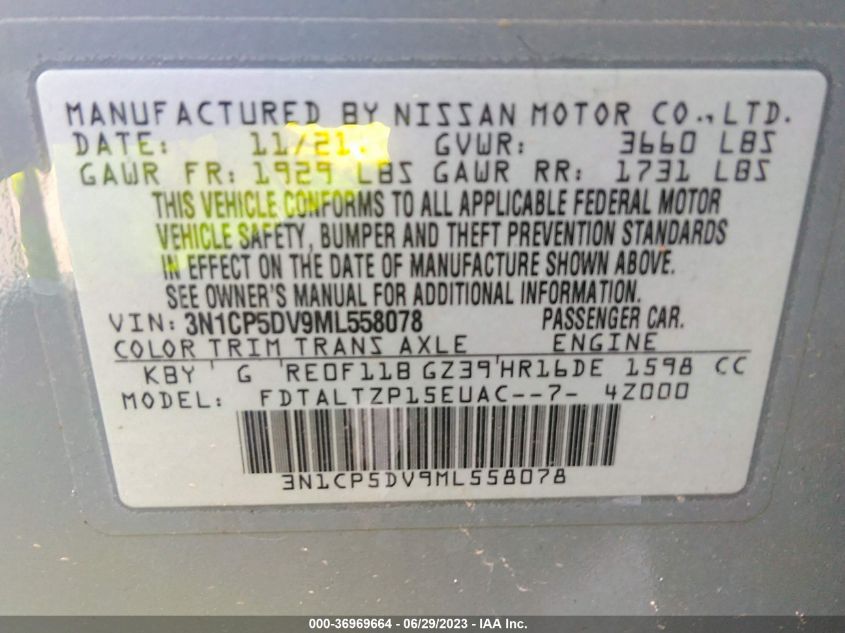 MANUFACTURED BY NISSAN MOTOR CO., LTD.
DATE: 11/21. GVWR: 3660 LBS
GAWR FR: 1929 LBS GAWR RR: 1731 LBS
THIS VEHICLE CONFORMS TO ALL APPLICABLE FEDERAL MOTOR
VEHICLE SAFETY, BUMPER AND THEFT PREVENTION STANDARDS
IN EFFECT ON THE DATE OF MANUFACTURE SHOWN ABOVE.
SEE OWNER'S MANUAL FOR ADDITIONAL INFORMATION.
VIN: 3N1CP5DV9ML558078 PASSENGER CAR.
COLOR TRIM TRANS AXLE ENGINE
KBY G RE0F11B GZ39 HR16DE 1598 CC
MODEL: FDTALTZP15EUAC--7- 4Z000
3N1CP5DV9ML558078
000-36969664 - 06/29/2023 - IAA Inc.